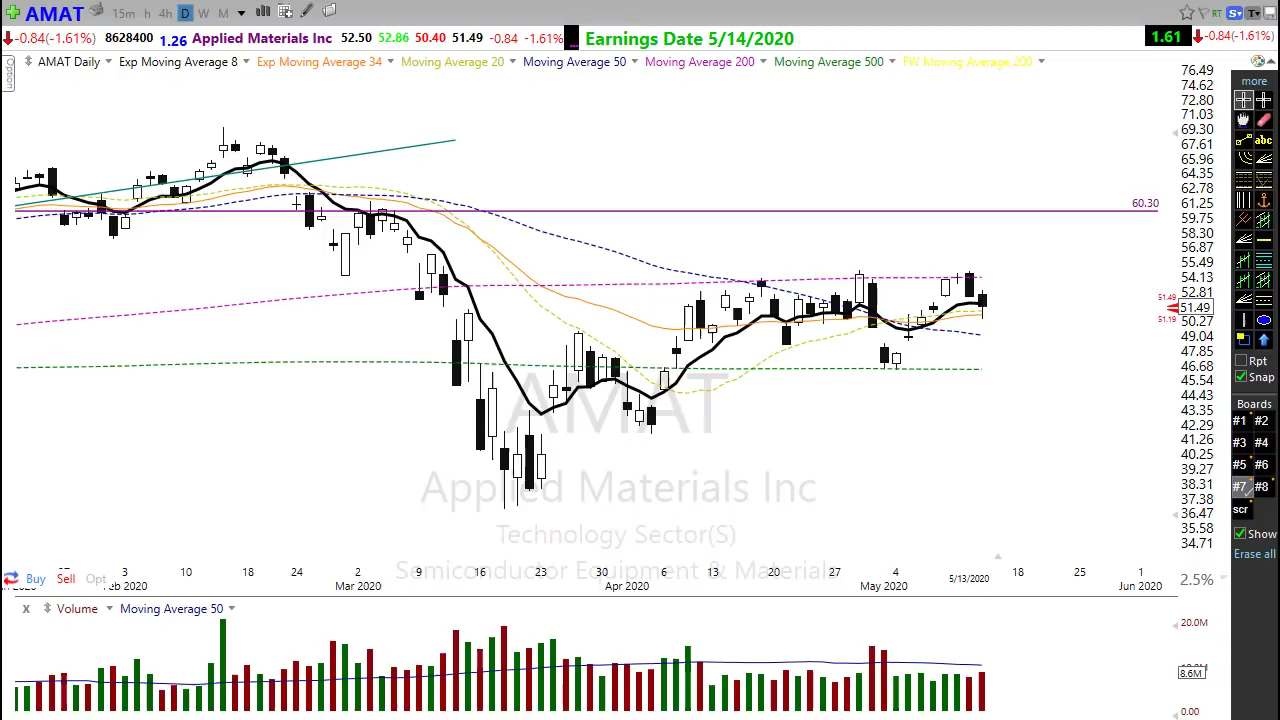 AMAT 15m h 4h D W M RT S T
-0.84(-1.61%) 8628400 1.26 Applied Materials Inc 52.50 52.86 50.40 51.49 -0.84 -1.61% ... Earnings Date 5/14/2020 1.61 -0.84(-1.61%)
Option
AMAT Daily Exp Moving Average 8 Exp Moving Average 34 Moving Average 20 Moving Average 50 Moving Average 200 Moving Average 500 FW Moving Average 200
76.49
74.62
72.80
71.03
69.30
67.61
65.96
64.35
62.78
61.25
59.75
58.30
56.87
55.49
54.13
52.81
51.49
50.27
49.04
47.85
46.68
45.54
44.43
43.35
42.29
41.26
40.25
39.27
38.31
37.38
36.47
35.58
34.71
60.30
51.49
51.19
AMAT
Applied Materials Inc
Technology Sector(S)
Semiconductor Equipment & Materials
Buy Sell Opt
3 10 18 24 2 9 16 23 30 6 13 20 27 4 5/13/2020 18 25 1
Feb 2020 Mar 2020 Apr 2020 May 2020 Jun 2020
2.5%
x Volume Moving Average 50
20.0M
8.6M
0.00
more
abc
Rpt
Snap
Boards
#1 #2
#3 #4
#5 #6
#7 #8
scr
Show
Erase all